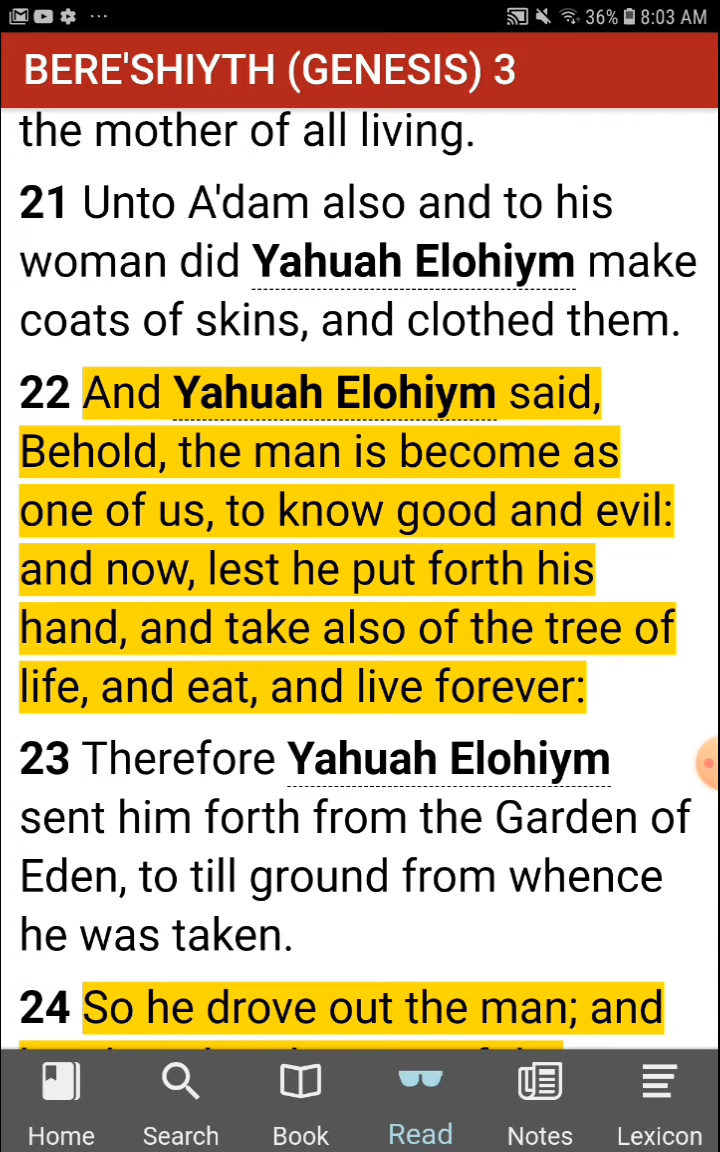 36% 8:03 AM
BERE'SHIYTH (GENESIS) 3
the mother of all living.
21 Unto A'dam also and to his
woman did Yahuah Elohiym make
coats of skins, and clothed them.
22 And Yahuah Elohiym said,
Behold, the man is become as
one of us, to know good and evil:
and now, lest he put forth his
hand, and take also of the tree of
life, and eat, and live forever:
23 Therefore Yahuah Elohiym
sent him forth from the Garden of
Eden, to till ground from whence
he was taken.
24 So he drove out the man; and
Home Search Book Read Notes Lexicon